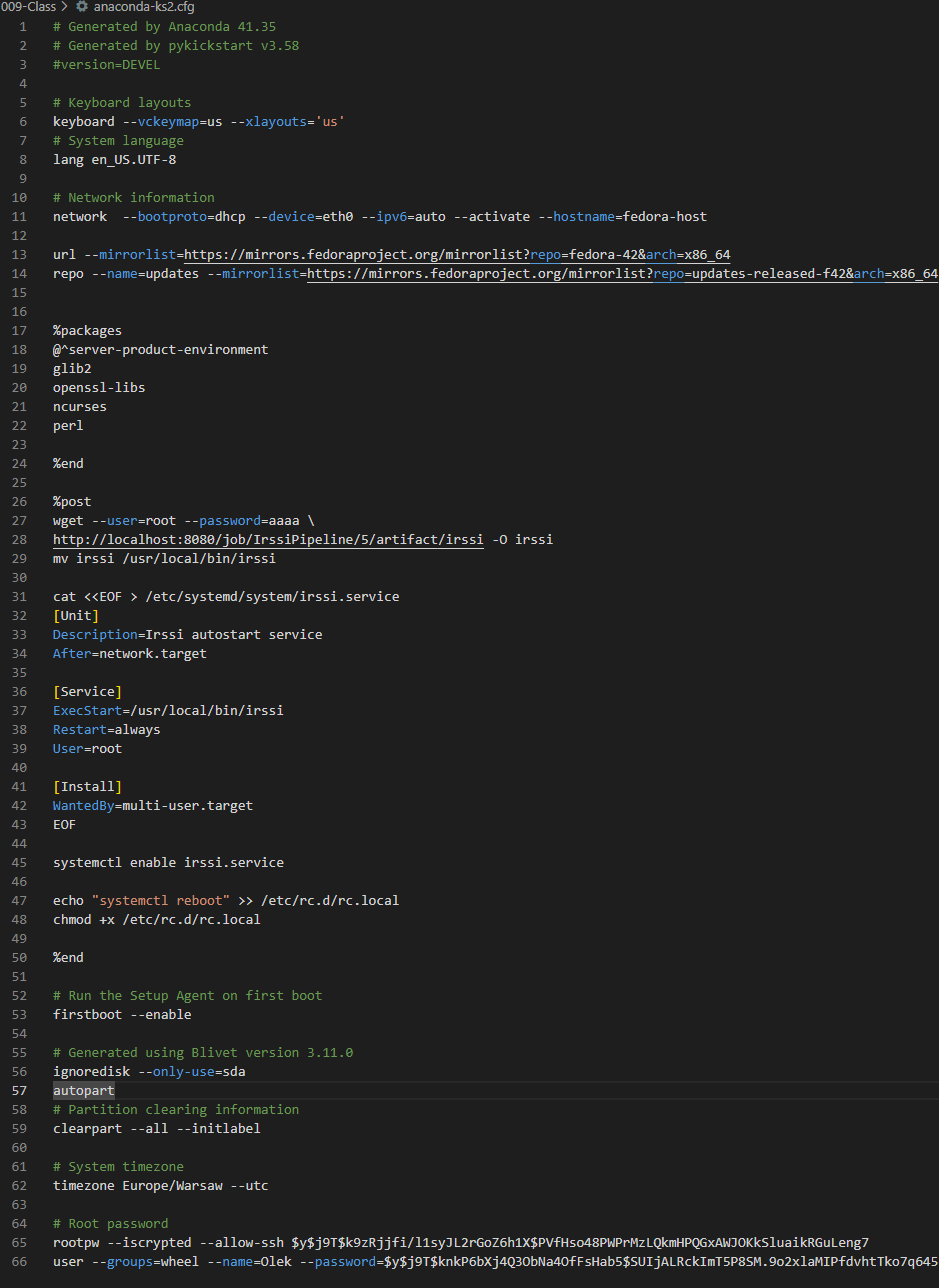 009-Class > anaconda-ks2.cfg
1 # Generated by Anaconda 41.35
2 # Generated by pykickstart v3.58
3 #version=DEVEL
4
5 # Keyboard layouts
6 keyboard --vckeymap=us --xlayouts='us'
7 # System language
8 lang en_US.UTF-8
9
10 # Network information
11 network  --bootproto=dhcp --device=eth0 --ipv6=auto --activate --hostname=fedora-host
12
13 url --mirrorlist=https://mirrors.fedoraproject.org/mirrorlist?repo=fedora-42&arch=x86_64
14 repo --name=updates --mirrorlist=https://mirrors.fedoraproject.org/mirrorlist?repo=updates-released-f42&arch=x86_64
15
16
17 %packages
18 @^server-product-environment
19 glib2
20 openssl-libs
21 ncurses
22 perl
23
24 %end
25
26 %post
27 wget --user=root --password=aaaa \
28 http://localhost:8080/job/IrssiPipeline/5/artifact/irssi -O irssi
29 mv irssi /usr/local/bin/irssi
30
31 cat <<EOF > /etc/systemd/system/irssi.service
32 [Unit]
33 Description=Irssi autostart service
34 After=network.target
35
36 [Service]
37 ExecStart=/usr/local/bin/irssi
38 Restart=always
39 User=root
40
41 [Install]
42 WantedBy=multi-user.target
43 EOF
44
45 systemctl enable irssi.service
46
47 echo "systemctl reboot" >> /etc/rc.d/rc.local
48 chmod +x /etc/rc.d/rc.local
49
50 %end
51
52 # Run the Setup Agent on first boot
53 firstboot --enable
54
55 # Generated using Blivet version 3.11.0
56 ignoredisk --only-use=sda
57 autopart
58 # Partition clearing information
59 clearpart --all --initlabel
60
61 # System timezone
62 timezone Europe/Warsaw --utc
63
64 # Root password
65 rootpw --iscrypted --allow-ssh $y$j9T$k9zRjjfi/l1syJL2rGoZ6h1X$PVfHso48PWPrMzLQkmHPQGxAWJOKkSluaikRGuLeng7
66 user --groups=wheel --name=Olek --password=$y$j9T$knkP6bXj4Q3ObNa4OfFsHab5$SUIjALRckImT5P8SM.9o2xlaMIPfdvhtTko7q645